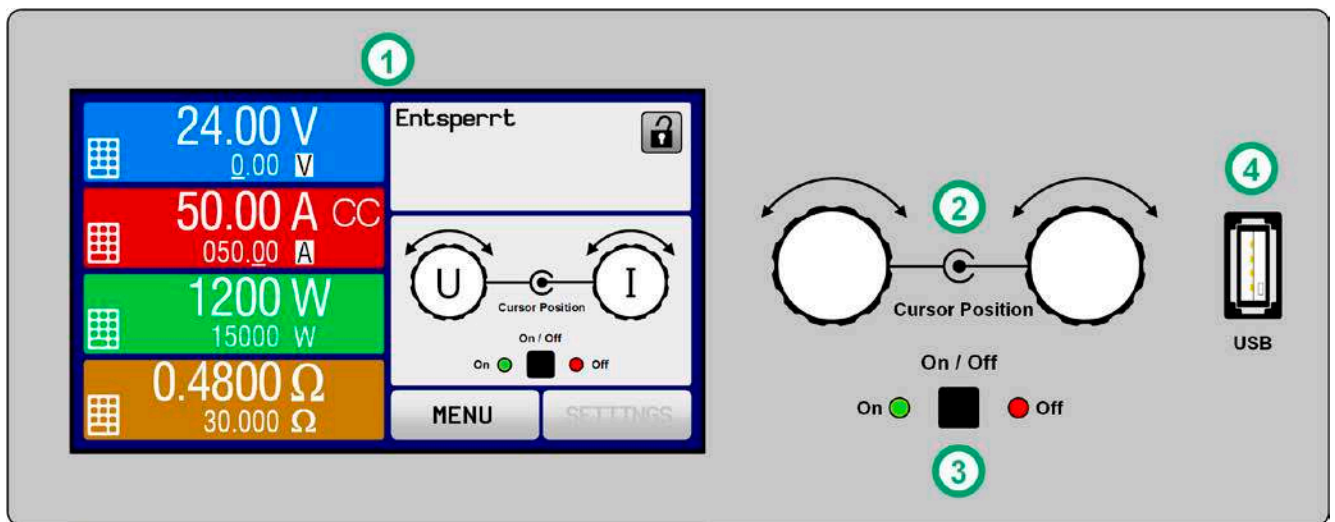 1
24.00 V
0.00 V
50.00 A CC
050.00 A
1200 W
15000 W
0.4800 Ω
30.000 Ω
Entsperrt
U
I
Cursor Position
On / Off
On
Off
MENU
SETTINGS
2
Cursor Position
On / Off
On
Off
3
4
USB